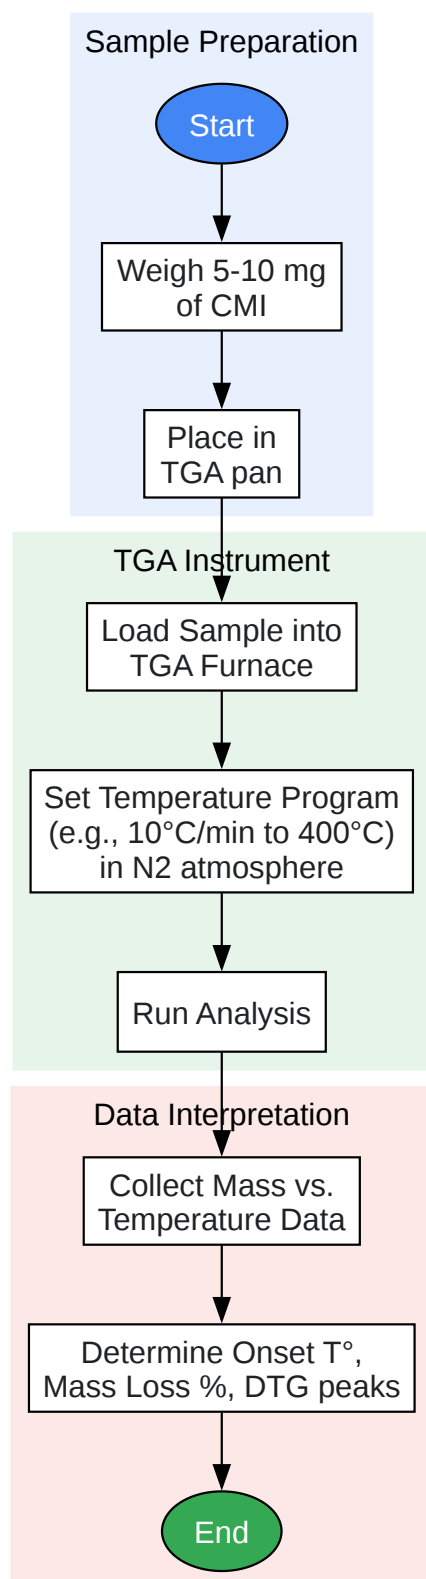 Sample Preparation
Start
Weigh 5-10 mg
of CMI
Place in
TGA pan
TGA Instrument
Load Sample into
TGA Furnace
Set Temperature Program
(e.g., 10°C/min to 400°C)
in N2 atmosphere
Run Analysis
Data Interpretation
Collect Mass vs.
Temperature Data
Determine Onset T°,
Mass Loss %, DTG peaks
End